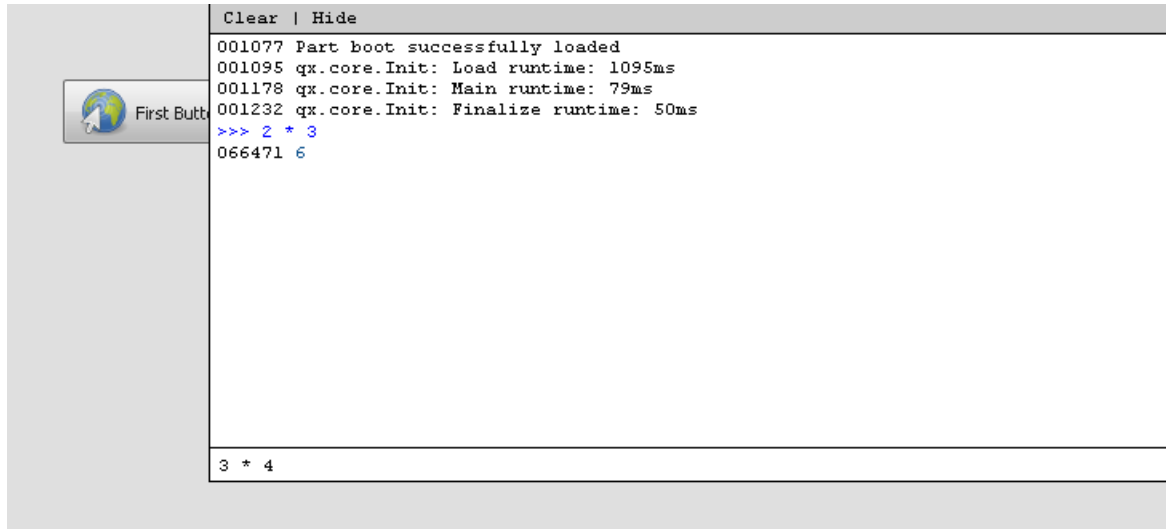 Clear | Hide
001077 Part boot successfully loaded
001095 qx.core.Init: Load runtime: 1095ms
001178 qx.core.Init: Main runtime: 79ms
001232 qx.core.Init: Finalize runtime: 50ms
>>> 2 * 3
066471 6
First Butt
3 * 4